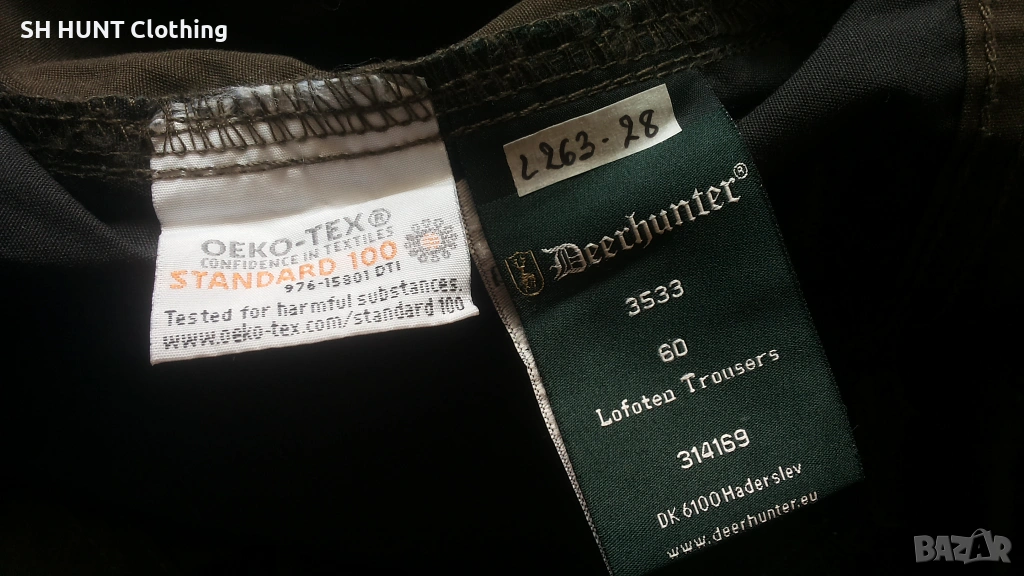 SH HUNT Clothing
OEKO-TEX®
CONFIDENCE IN TEXTILES
STANDARD 100
976-15801 DTI
Tested for harmful substances.
www.oeko-tex.com/standard 100
L263-28
Deerhunter®
3533
60
Lofoten Trousers
314169
DK 6100 Haderslev
www.deerhunter.eu
BAZAR